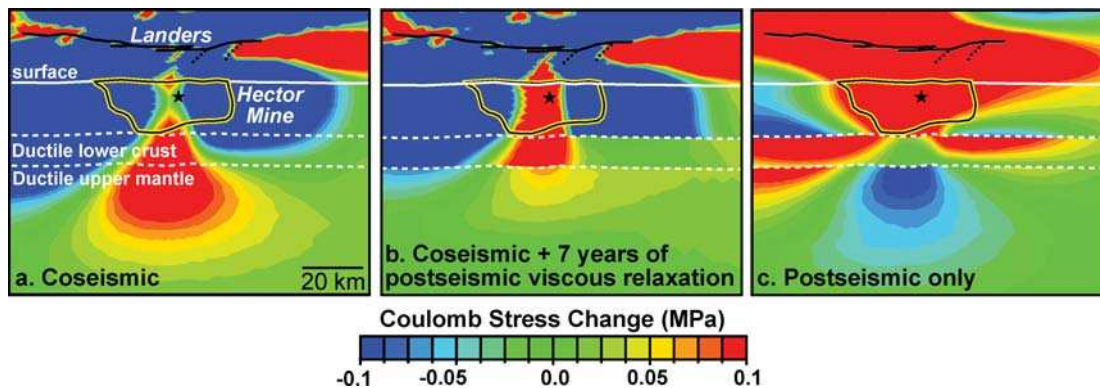 Landers
surface
Hector
Mine
Ductile lower crust
Ductile upper mantle
a. Coseismic
20 km
b. Coseismic + 7 years of
postseismic viscous relaxation
c. Postseismic only
Coulomb Stress Change (MPa)
-0.1 -0.05 0.0 0.05 0.1